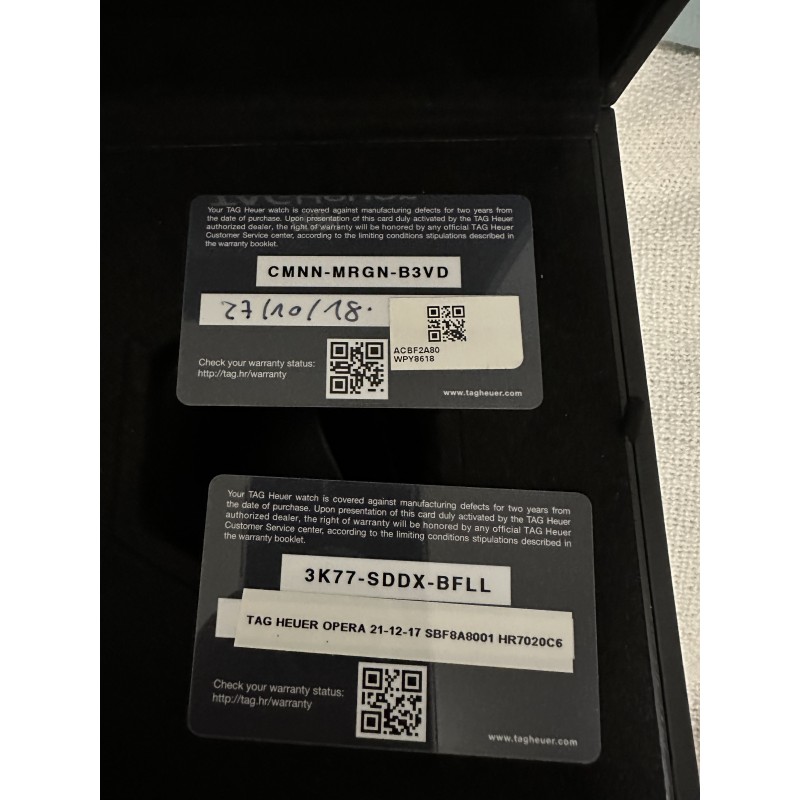 Your TAG Heuer watch is covered against manufacturing defects for two years from
the date of purchase. Upon presentation of this card duly activated by the TAG Heuer
authorized dealer, the right of warranty will be honored by any official TAG Heuer
Customer Service center, according to the limiting conditions stipulations described in
the warranty booklet.
CMNN-MRGN-B3VD
27/10/18.
ACBF2A80
WPY8618
Check your warranty status:
http://tag.hr/warranty
www.tagheuer.com
Your TAG Heuer watch is covered against manufacturing defects for two years from
the date of purchase. Upon presentation of this card duly activated by the TAG Heuer
authorized dealer, the right of warranty will be honored by any official TAG Heuer
Customer Service center, according to the limiting conditions stipulations described in
the warranty booklet.
3K77-SDDX-BFLL
TAG HEUER OPERA 21-12-17 SBF8A8001 HR7020C6
Check your warranty status:
http://tag.hr/warranty
www.tagheuer.com